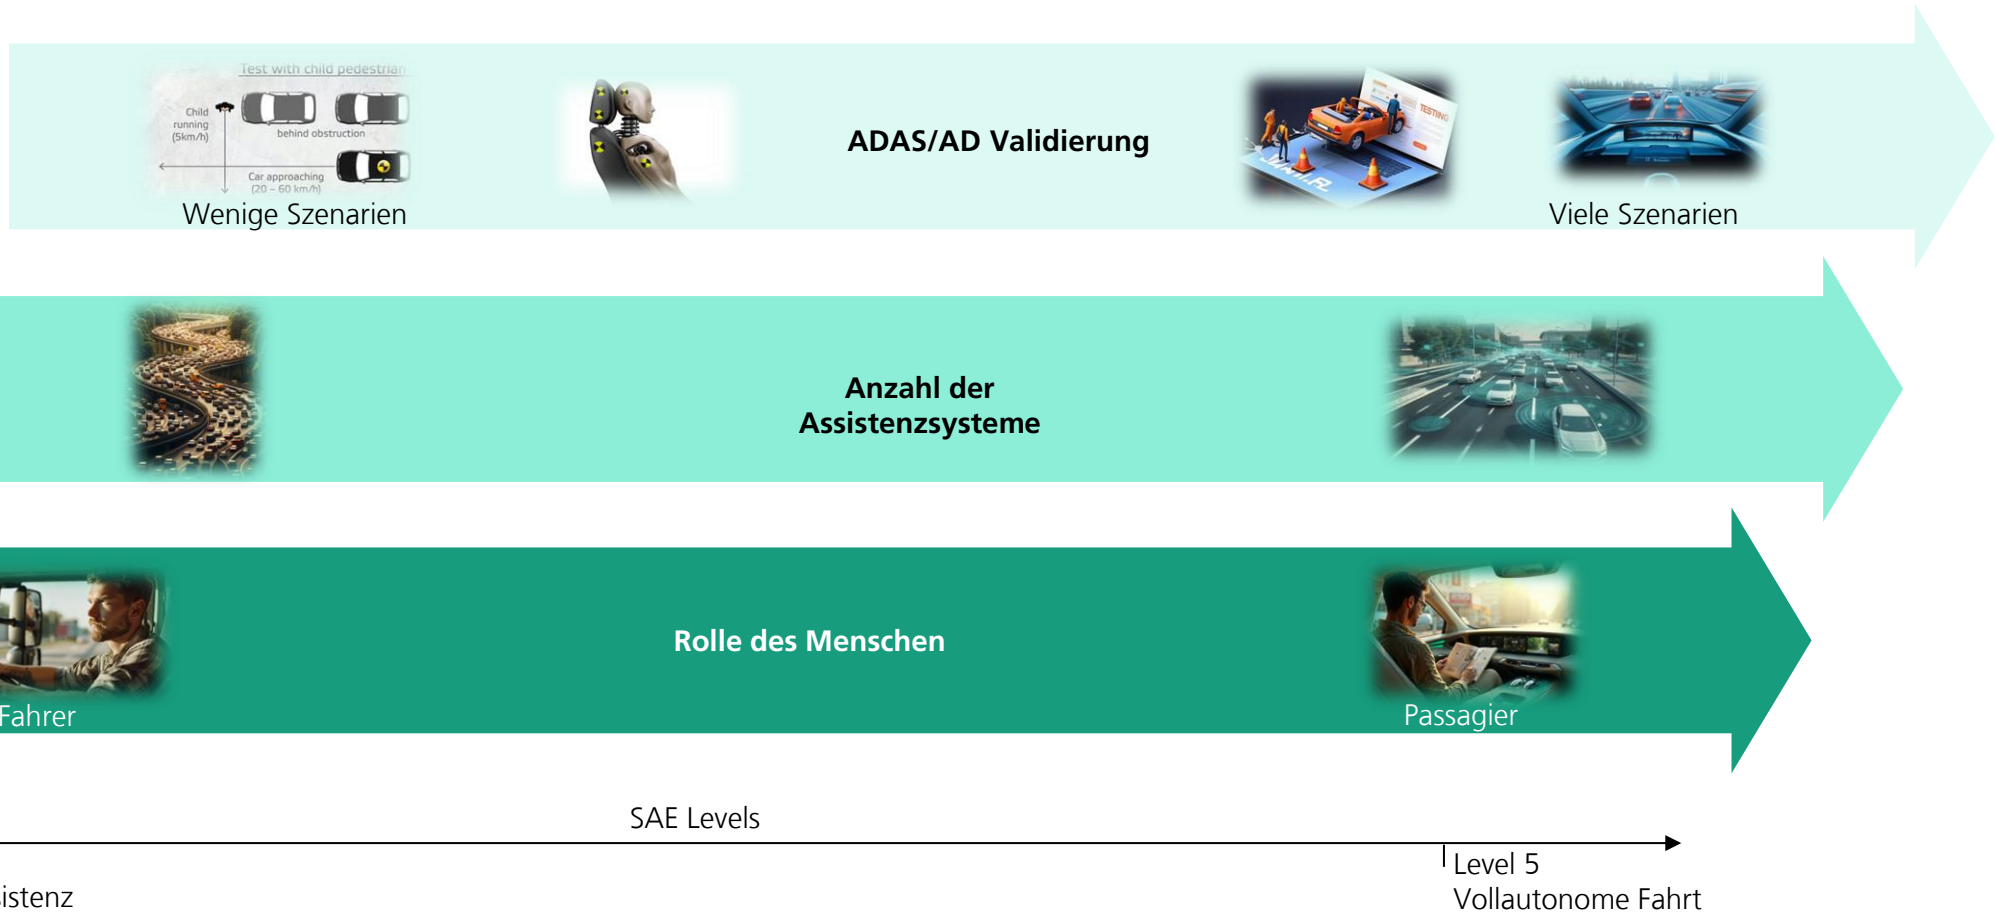 Test with child pedestrian
Child
running
(5km/h)
behind obstruction
Car approaching
(20 – 60 km/h)
Wenige Szenarien
ADAS/AD Validierung
TESTING
Viele Szenarien
Anzahl der
Assistenzsysteme
Rolle des Menschen
Fahrer
Passagier
SAE Levels
Level 5
istenz
Vollautonome Fahrt